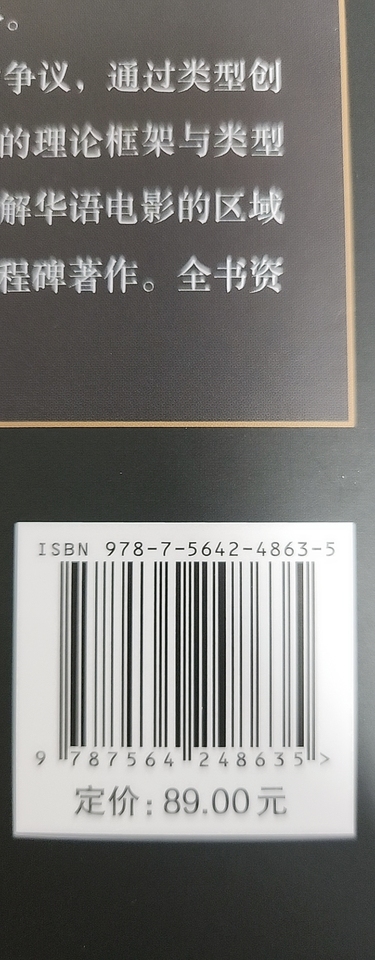 。
争议，通过类型创
的理论框架与类型
解华语电影的区域
程碑著作。全书资
ISBN 978-7-5642-4863-5
9 787564 248635 >
定价：89.00元